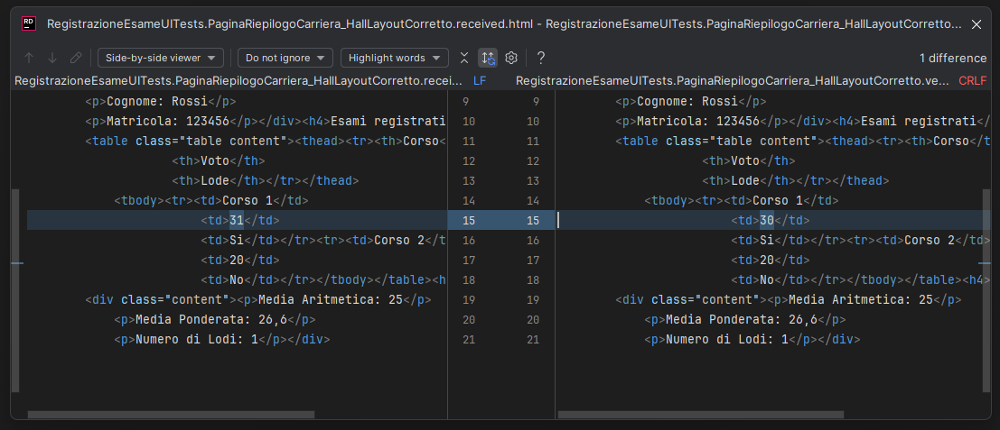 RD RegistrazioneEsameUITests.PaginaRiepilogoCarriera_HallLayoutCorretto.received.html - RegistrazioneEsameUITests.PaginaRiepilogoCarriera_HallLayoutCorretto...
Side-by-side viewer Do not ignore Highlight words ? 1 difference
RegistrazioneEsameUITests.PaginaRiepilogoCarriera_HallLayoutCorretto.recei... LF RegistrazioneEsameUITests.PaginaRiepilogoCarriera_HallLayoutCorretto.ve... CRLF
<p>Cognome: Rossi</p> 9 9 <p>Cognome: Rossi</p>
<p>Matricola: 123456</p></div><h4>Esami registrati 10 10 <p>Matricola: 123456</p></div><h4>Esami registrati</
<table class="table content"><thead><tr><th>Corso< 11 11 <table class="table content"><thead><tr><th>Corso</t
<th>Voto</th> 12 12 <th>Voto</th>
<th>Lode</th></tr></thead> 13 13 <th>Lode</th></tr></thead>
<tbody><tr><td>Corso 1</td> 14 14 <tbody><tr><td>Corso 1</td>
<td>31</td> 15 15 <td>30</td>
<td>Si</td></tr><tr><td>Corso 2</t 16 16 <td>Si</td></tr><tr><td>Corso 2</td>
<td>20</td> 17 17 <td>20</td>
<td>No</td></tr></tbody></table><h 18 18 <td>No</td></tr></tbody></table><h4>
<div class="content"><p>Media Aritmetica: 25</p> 19 19 <div class="content"><p>Media Aritmetica: 25</p>
<p>Media Ponderata: 26,6</p> 20 20 <p>Media Ponderata: 26,6</p>
<p>Numero di Lodi: 1</p></div> 21 21 <p>Numero di Lodi: 1</p></div>